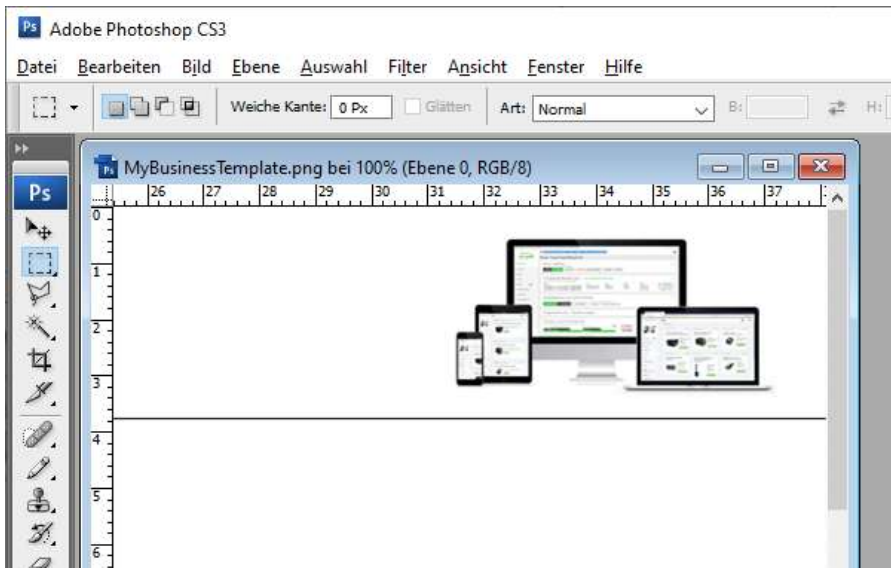 Ps Adobe Photoshop CS3
Datei Bearbeiten Bild Ebene Auswahl Filter Ansicht Fenster Hilfe
Weiche Kante: 0 Px Glätten Art: Normal B: H:
MyBusinessTemplate.png bei 100% (Ebene 0, RGB/8)
Ps
26 27 28 29 30 31 32 33 34 35 36 37
0
1
2
3
4
5
6